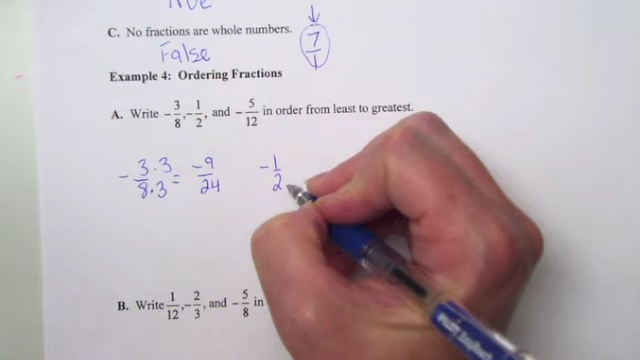 C. No fractions are whole numbers.
False
7/1
Example 4: Ordering Fractions
A. Write -3/8, -1/2, and -5/12 in order from least to greatest.
- 3·3/8·3 = -9/24 -1/2
B. Write 1/12, -2/3, and -5/8 in